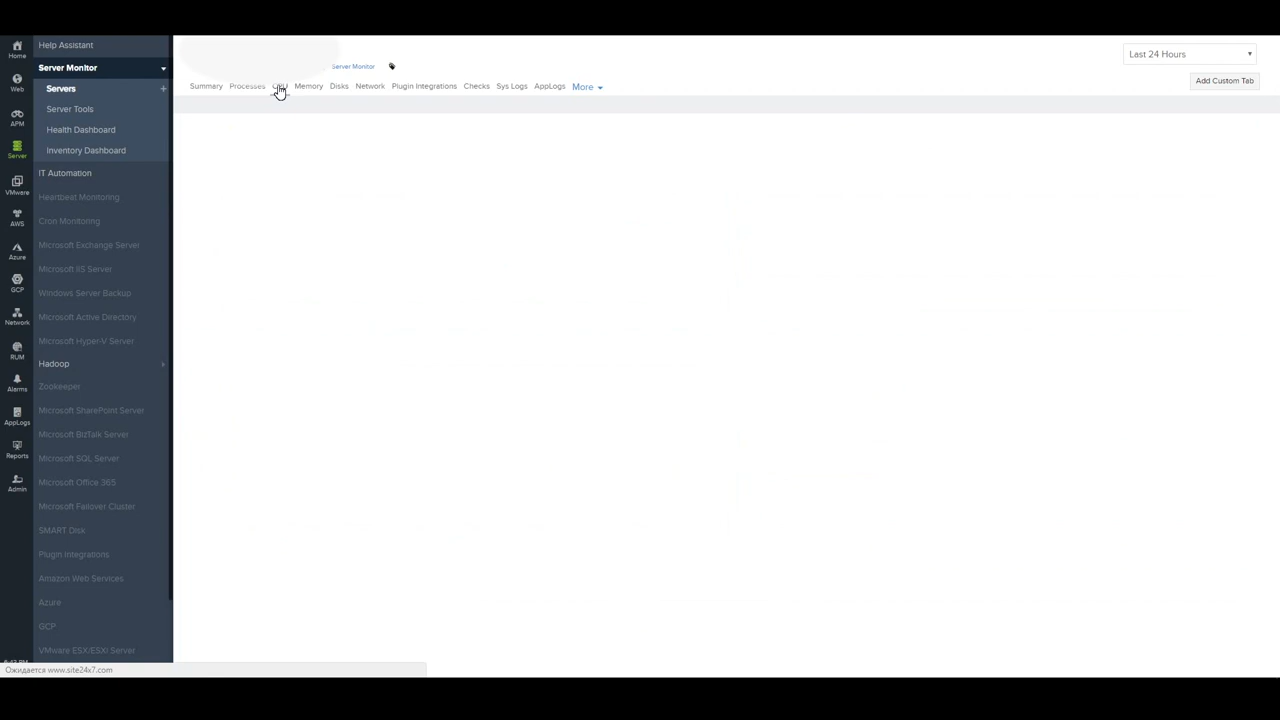 Home
Web
APM
Server
VMware
AWS
Azure
GCP
Network
RUM
Alarms
AppLogs
Reports
Admin
Help Assistant
Server Monitor
Servers +
Server Tools
Health Dashboard
Inventory Dashboard
IT Automation
Heartbeat Monitoring
Cron Monitoring
Microsoft Exchange Server
Microsoft IIS Server
Windows Server Backup
Microsoft Active Directory
Microsoft Hyper-V Server
Hadoop
Zookeeper
Microsoft SharePoint Server
Microsoft BizTalk Server
Microsoft SQL Server
Microsoft Office 365
Microsoft Failover Cluster
SMART Disk
Plugin Integrations
Amazon Web Services
Azure
GCP
VMware ESX/ESXi Server
Server Monitor
Last 24 Hours
Summary Processes CPU Memory Disks Network Plugin Integrations Checks Sys Logs AppLogs More
Add Custom Tab
Ожидается www.site24x7.com